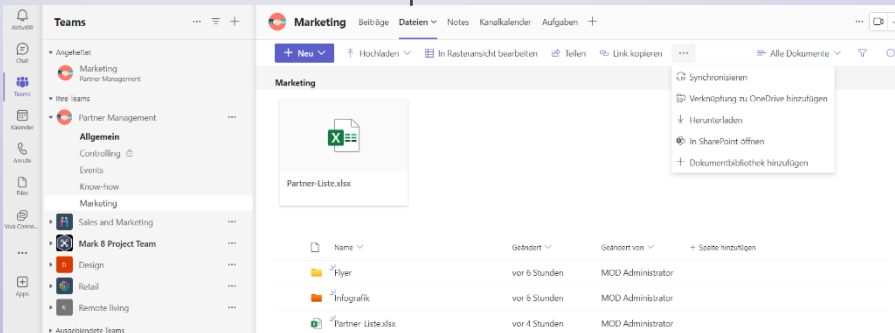 Aktivität
Chat
Teams
Kalender
Anrufe
Files
Viva Conne...
Apps
Teams
Angeheftet
Marketing
Partner Management
Ihre Teams
Partner Management
Allgemein
Controlling
Events
Know-how
Marketing
Sales and Marketing
Mark 8 Project Team
D Design
Retail
Remote living
Ausgeblendete Teams
Marketing Beiträge Dateien Notes Kanalkalender Aufgaben
Neu Hochladen In Rasteransicht bearbeiten Teilen Link kopieren ... Alle Dokumente
Synchronisieren
Verknüpfung zu OneDrive hinzufügen
Herunterladen
In SharePoint öffnen
Dokumentbibliothek hinzufügen
Marketing
Partner-Liste.xlsx
Name Geändert Geändert von + Spalte hinzufügen
Flyer vor 6 Stunden MOD Administrator
Infografik vor 6 Stunden MOD Administrator
Partner Liste.xlsx vor 4 Stunden MOD Administrator